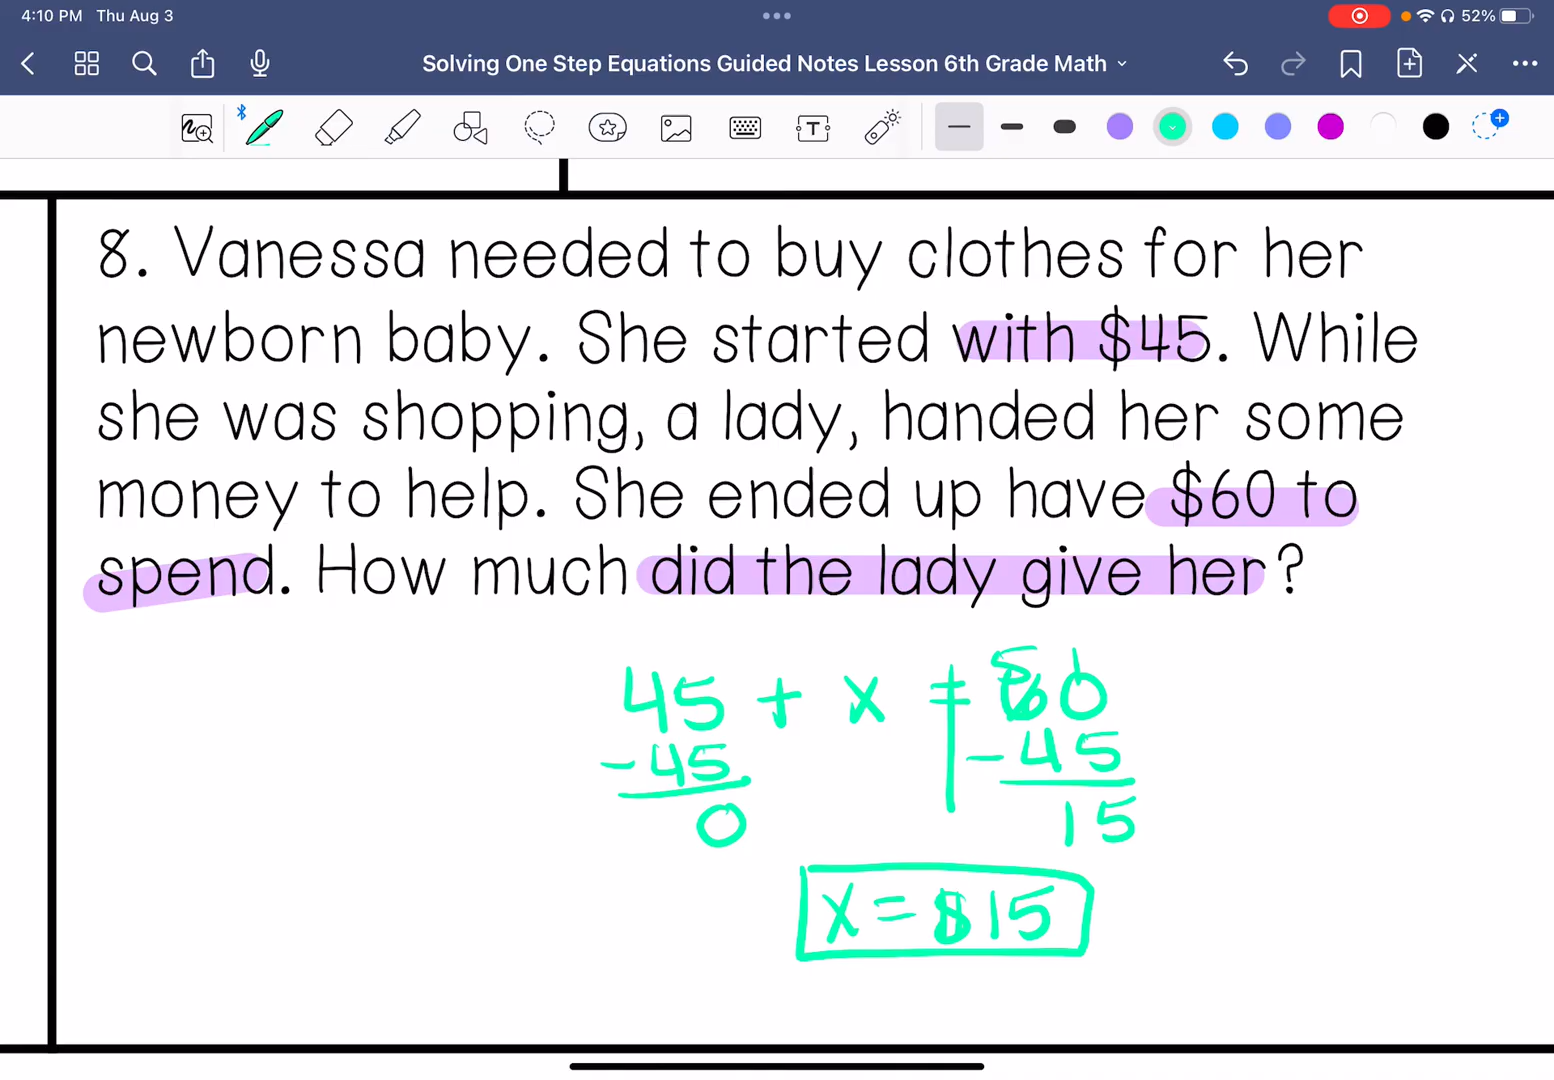 4:10 PM Thu Aug 3
52%
Solving One Step Equations Guided Notes Lesson 6th Grade Math
T
8. Vanessa needed to buy clothes for her
newborn baby. She started with $45. While
she was shopping, a lady, handed her some
money to help. She ended up have $60 to
spend. How much did the lady give her?
45 + x = 60
5 1
-45 -45
0 15
x = $15